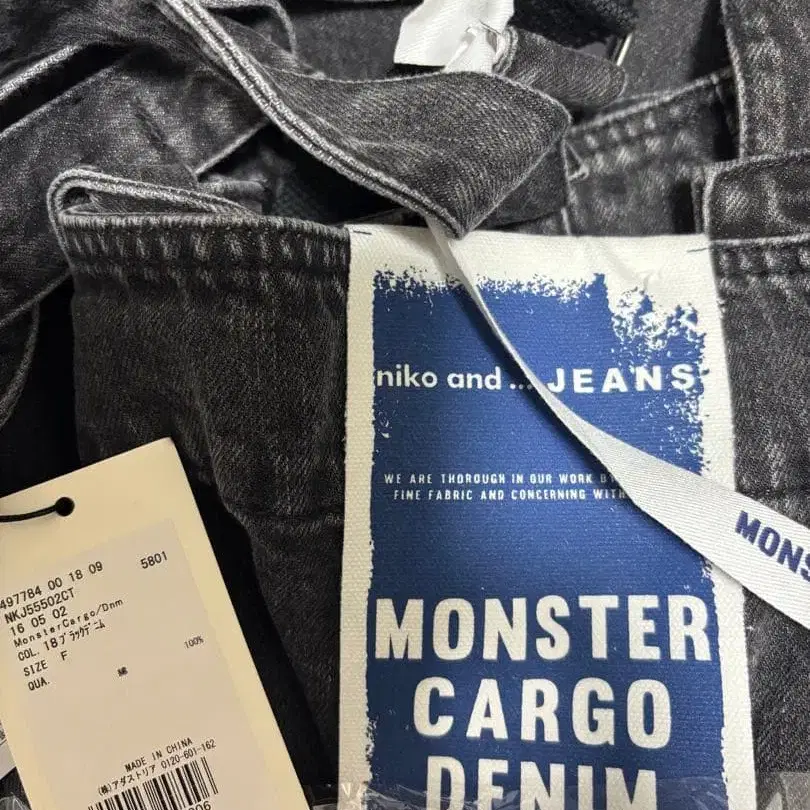 niko and ... JEANS
WE ARE THOROUGH IN OUR WORK
FINE FABRIC AND CONCERNING WITH
MONSTER
CARGO
DENIM
MONS
497784 00 18 09
5801
NKJ55502CT
16 05 02
MonsterCargo/Dnm
COL. 18ブラックデニム
SIZE F
QUA.
100%
MADE IN CHINA
(株)アダストリア 0120-601-162